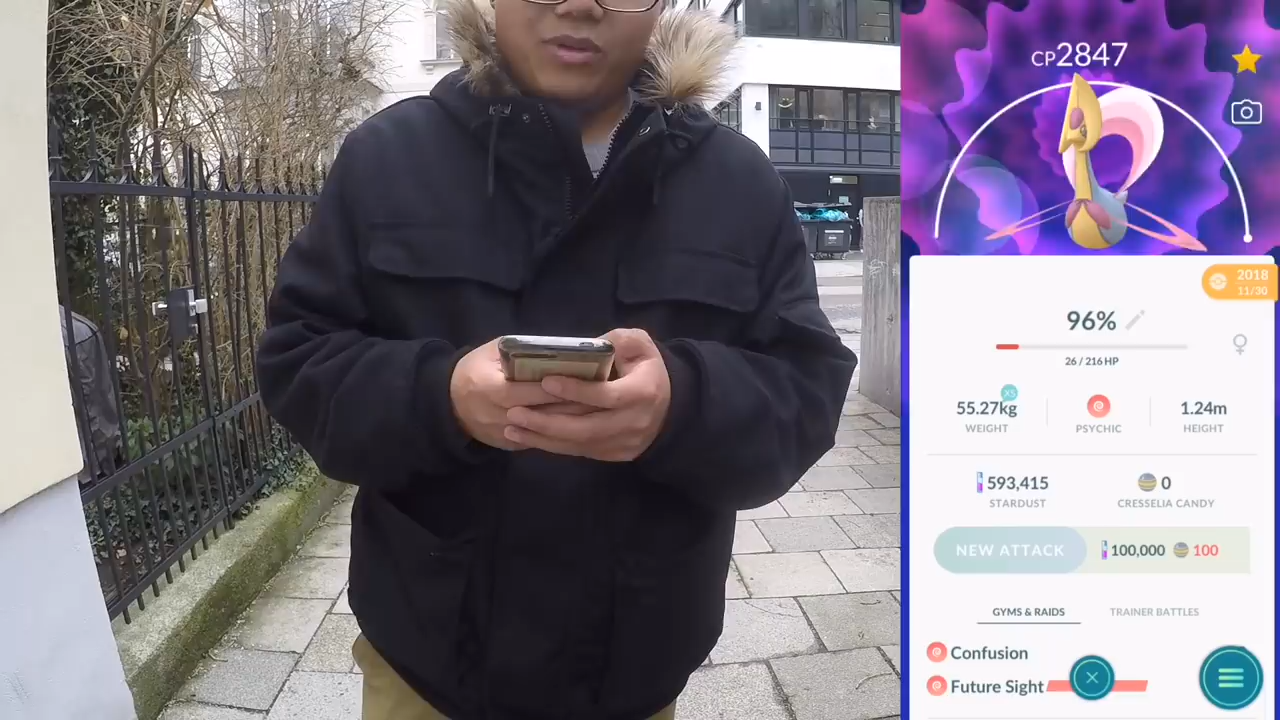 CP2847
2018
11/30
96%
26 / 216 HP
XS
55.27kg
WEIGHT
PSYCHIC
1.24m
HEIGHT
593,415
STARDUST
0
CRESSELIA CANDY
NEW ATTACK
100,000
100
GYMS & RAIDS
TRAINER BATTLES
Confusion
Future Sight